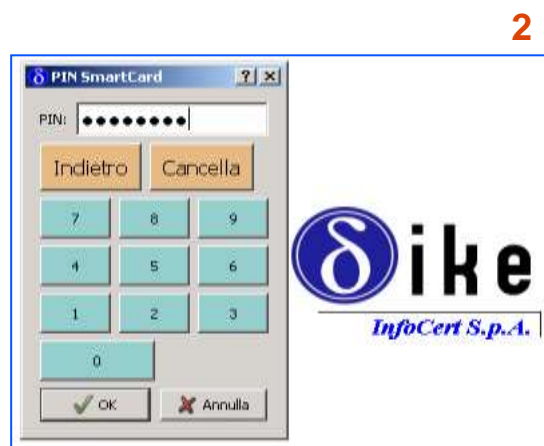 2
δ PIN SmartCard ? ×
PIN: ●●●●●●●●
Indietro Cancella
7 8 9
4 5 6
1 2 3
0
OK Annulla
δike
InfoCert S.p.A.